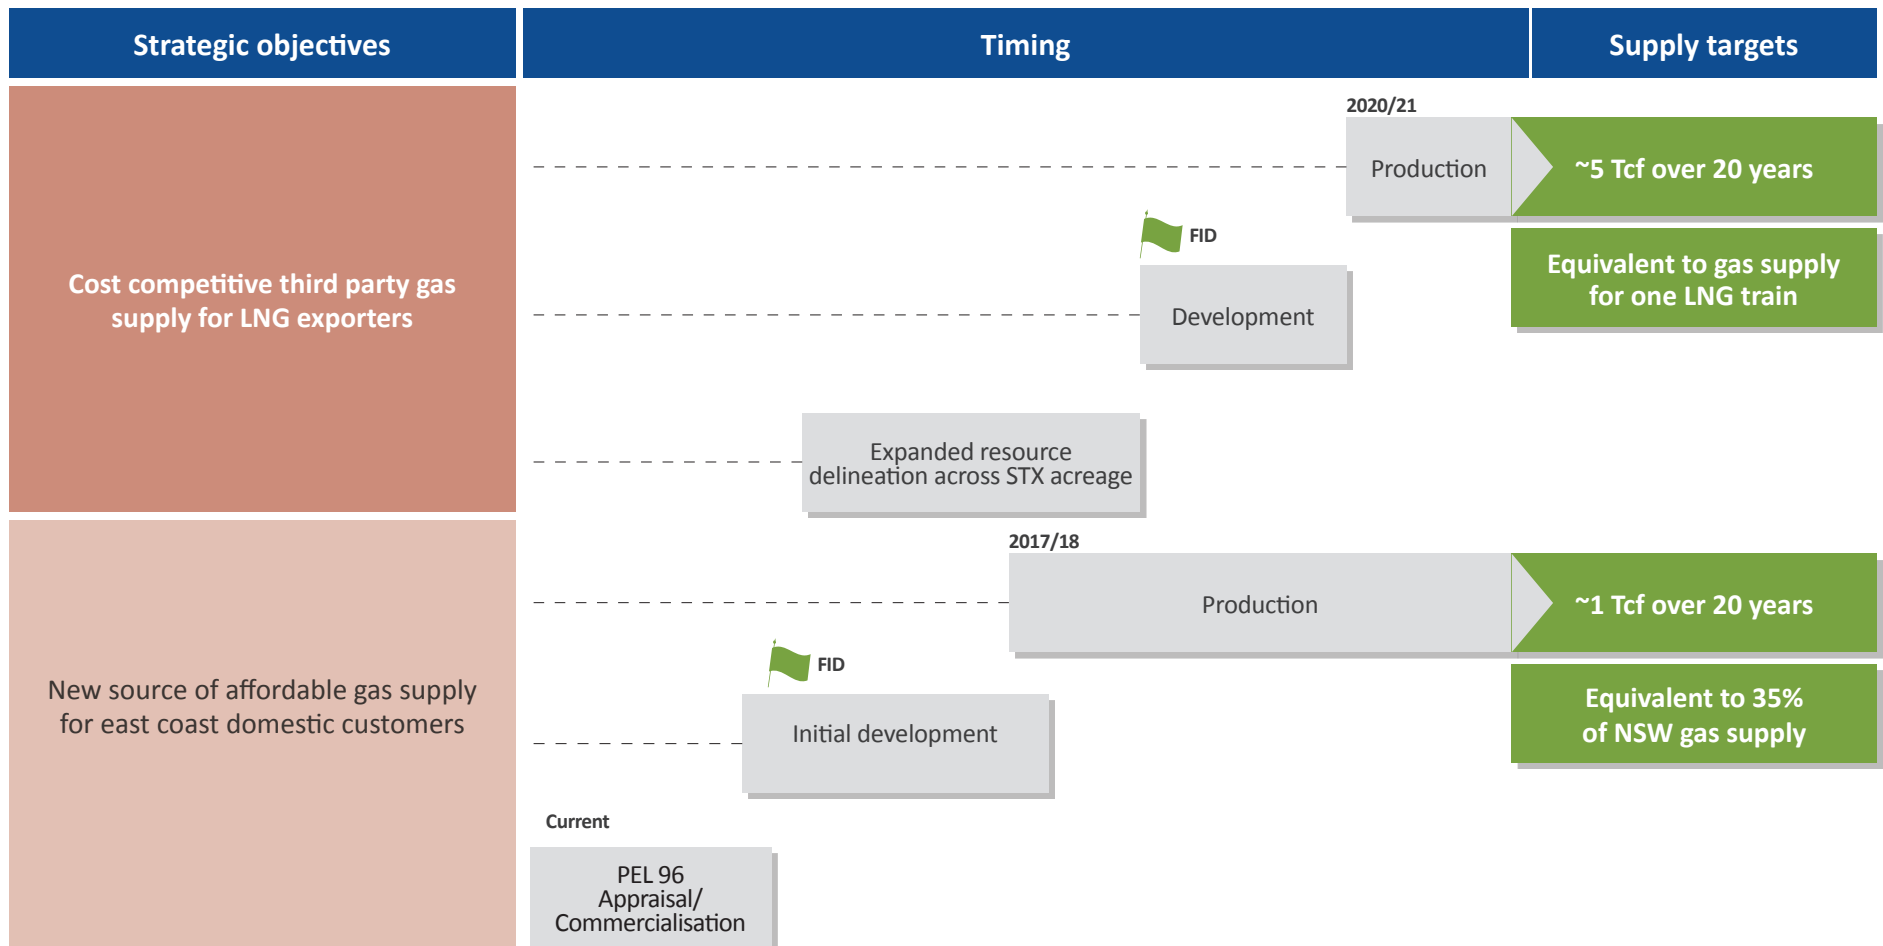 Strategic objectives
Timing
Supply targets
Cost competitive third party gas
supply for LNG exporters
2020/21
Production
~5 Tcf over 20 years
FID
Equivalent to gas supply
for one LNG train
Development
Expanded resource
delineation across STX acreage
New source of affordable gas supply
for east coast domestic customers
2017/18
Production
~1 Tcf over 20 years
FID
Equivalent to 35%
of NSW gas supply
Initial development
Current
PEL 96
Appraisal/
Commercialisation